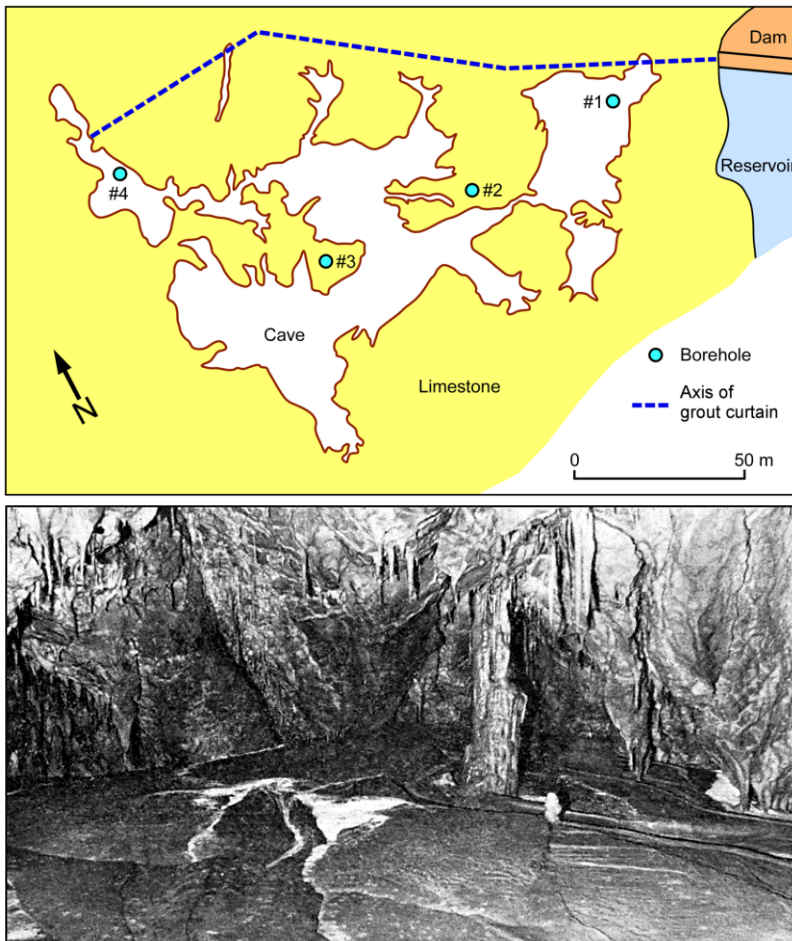 Dam
#1
Reservoir
#2
#4
#3
Cave
Borehole
N
Limestone
Axis of
grout curtain
0
50 m